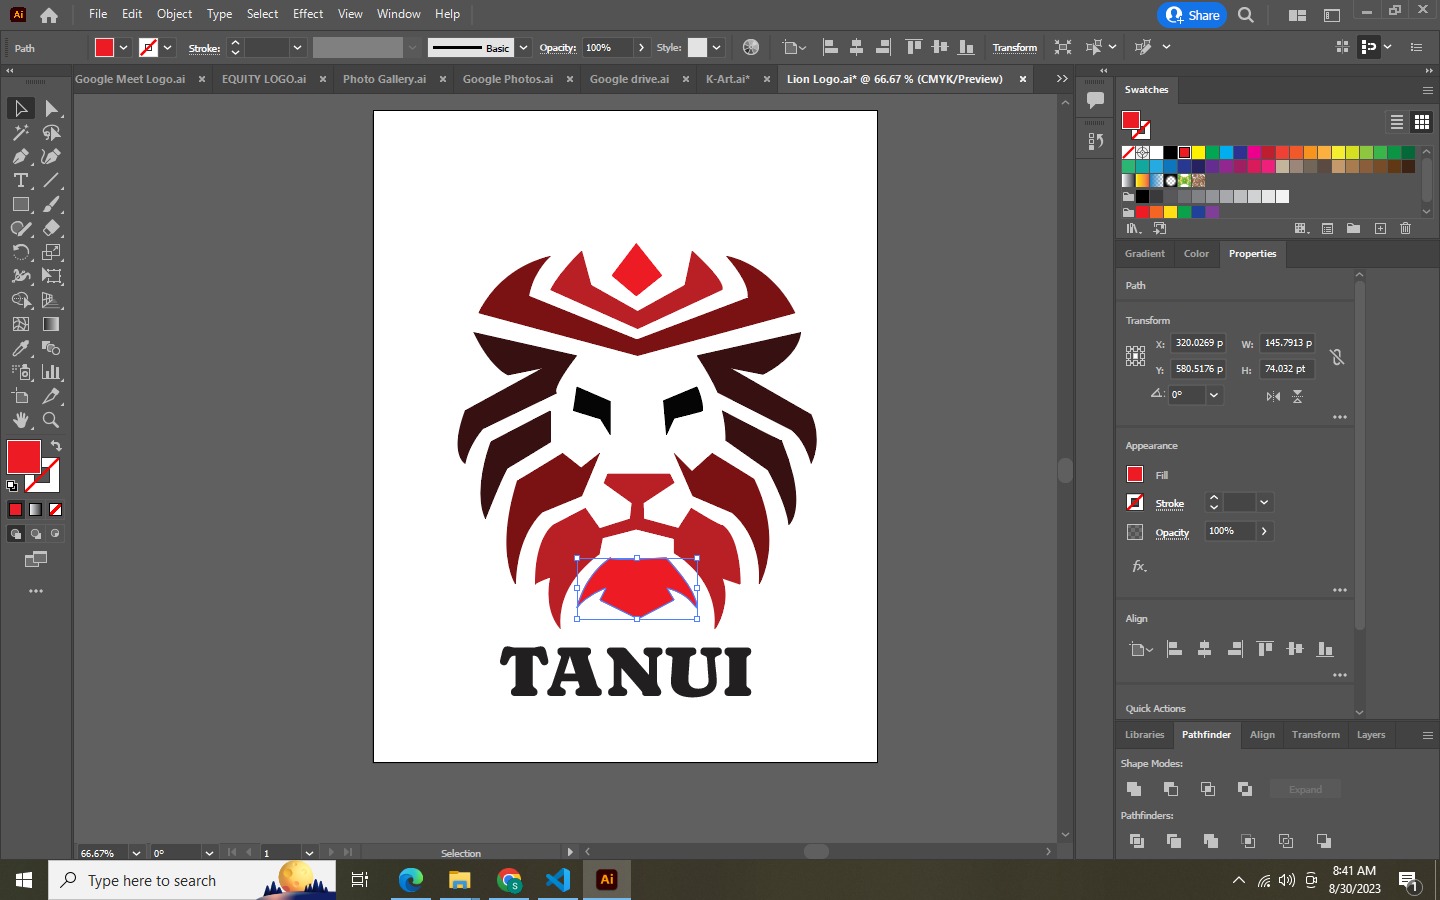 Ai File Edit Object Type Select Effect View Window Help Share
Path Stroke: Basic Opacity: 100% Style: Transform
Google Meet Logo.ai EQUITY LOGO.ai Photo Gallery.ai Google Photos.ai Google drive.ai K-Art.ai* Lion Logo.ai* @ 66.67 % (CMYK/Preview)
Swatches
Gradient Color Properties
Path
Transform
X: 320.0269 p W: 145.7913 p
Y: 580.5176 p H: 74.032 pt
0°
Appearance
Fill
Stroke
Opacity 100%
fx.
Align
Quick Actions
Libraries Pathfinder Align Transform Layers
Shape Modes:
Expand
Pathfinders:
TANUI
66.67% 0° 1 Selection
Type here to search
S
Ai
8:41 AM
8/30/2023
1